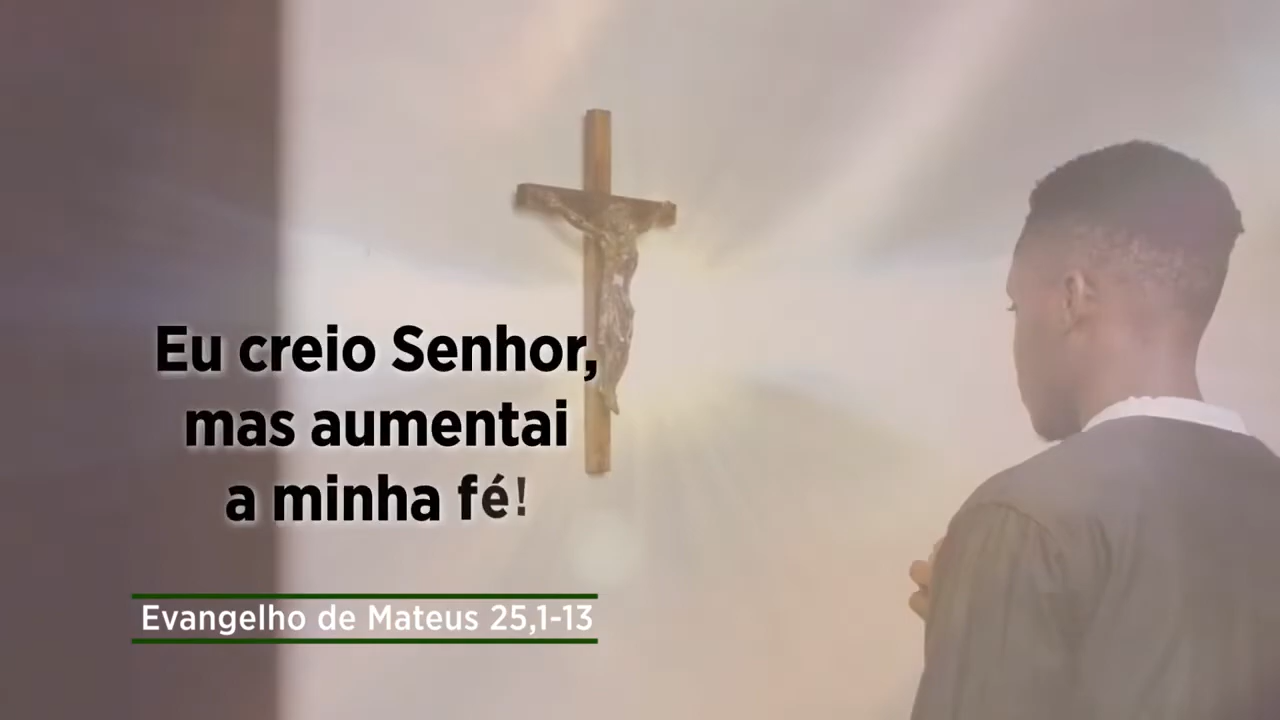 Eu creio Senhor,
mas aumentai
a minha fé!
Evangelho de Mateus 25,1-13